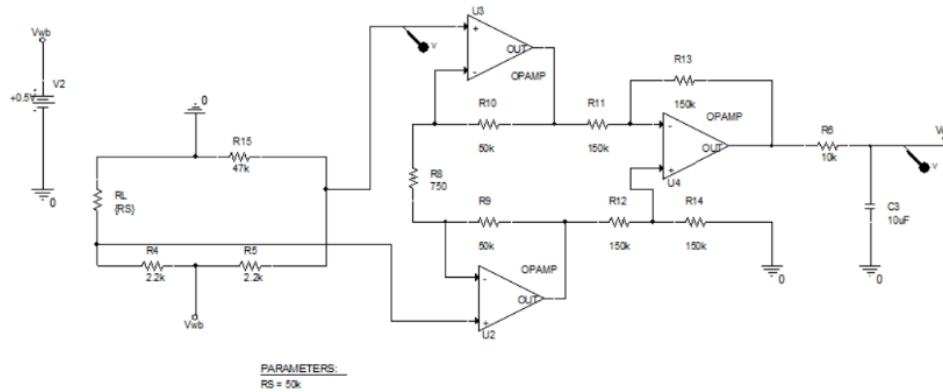 Vwb
V2
+0.5V
0
0
R15
47k
RL
{RS}
R4
2.2k
R5
2.2k
Vwb
U3
+
-
OUT
OPAMP
V
R10
50k
R11
150k
R8
750
R9
50k
R12
150k
R14
150k
-
+
OUT
OPAMP
U2
R13
150k
OPAMP
-
+
OUT
U4
R6
10k
V
C3
10uF
0
0
PARAMETERS:
RS = 50k